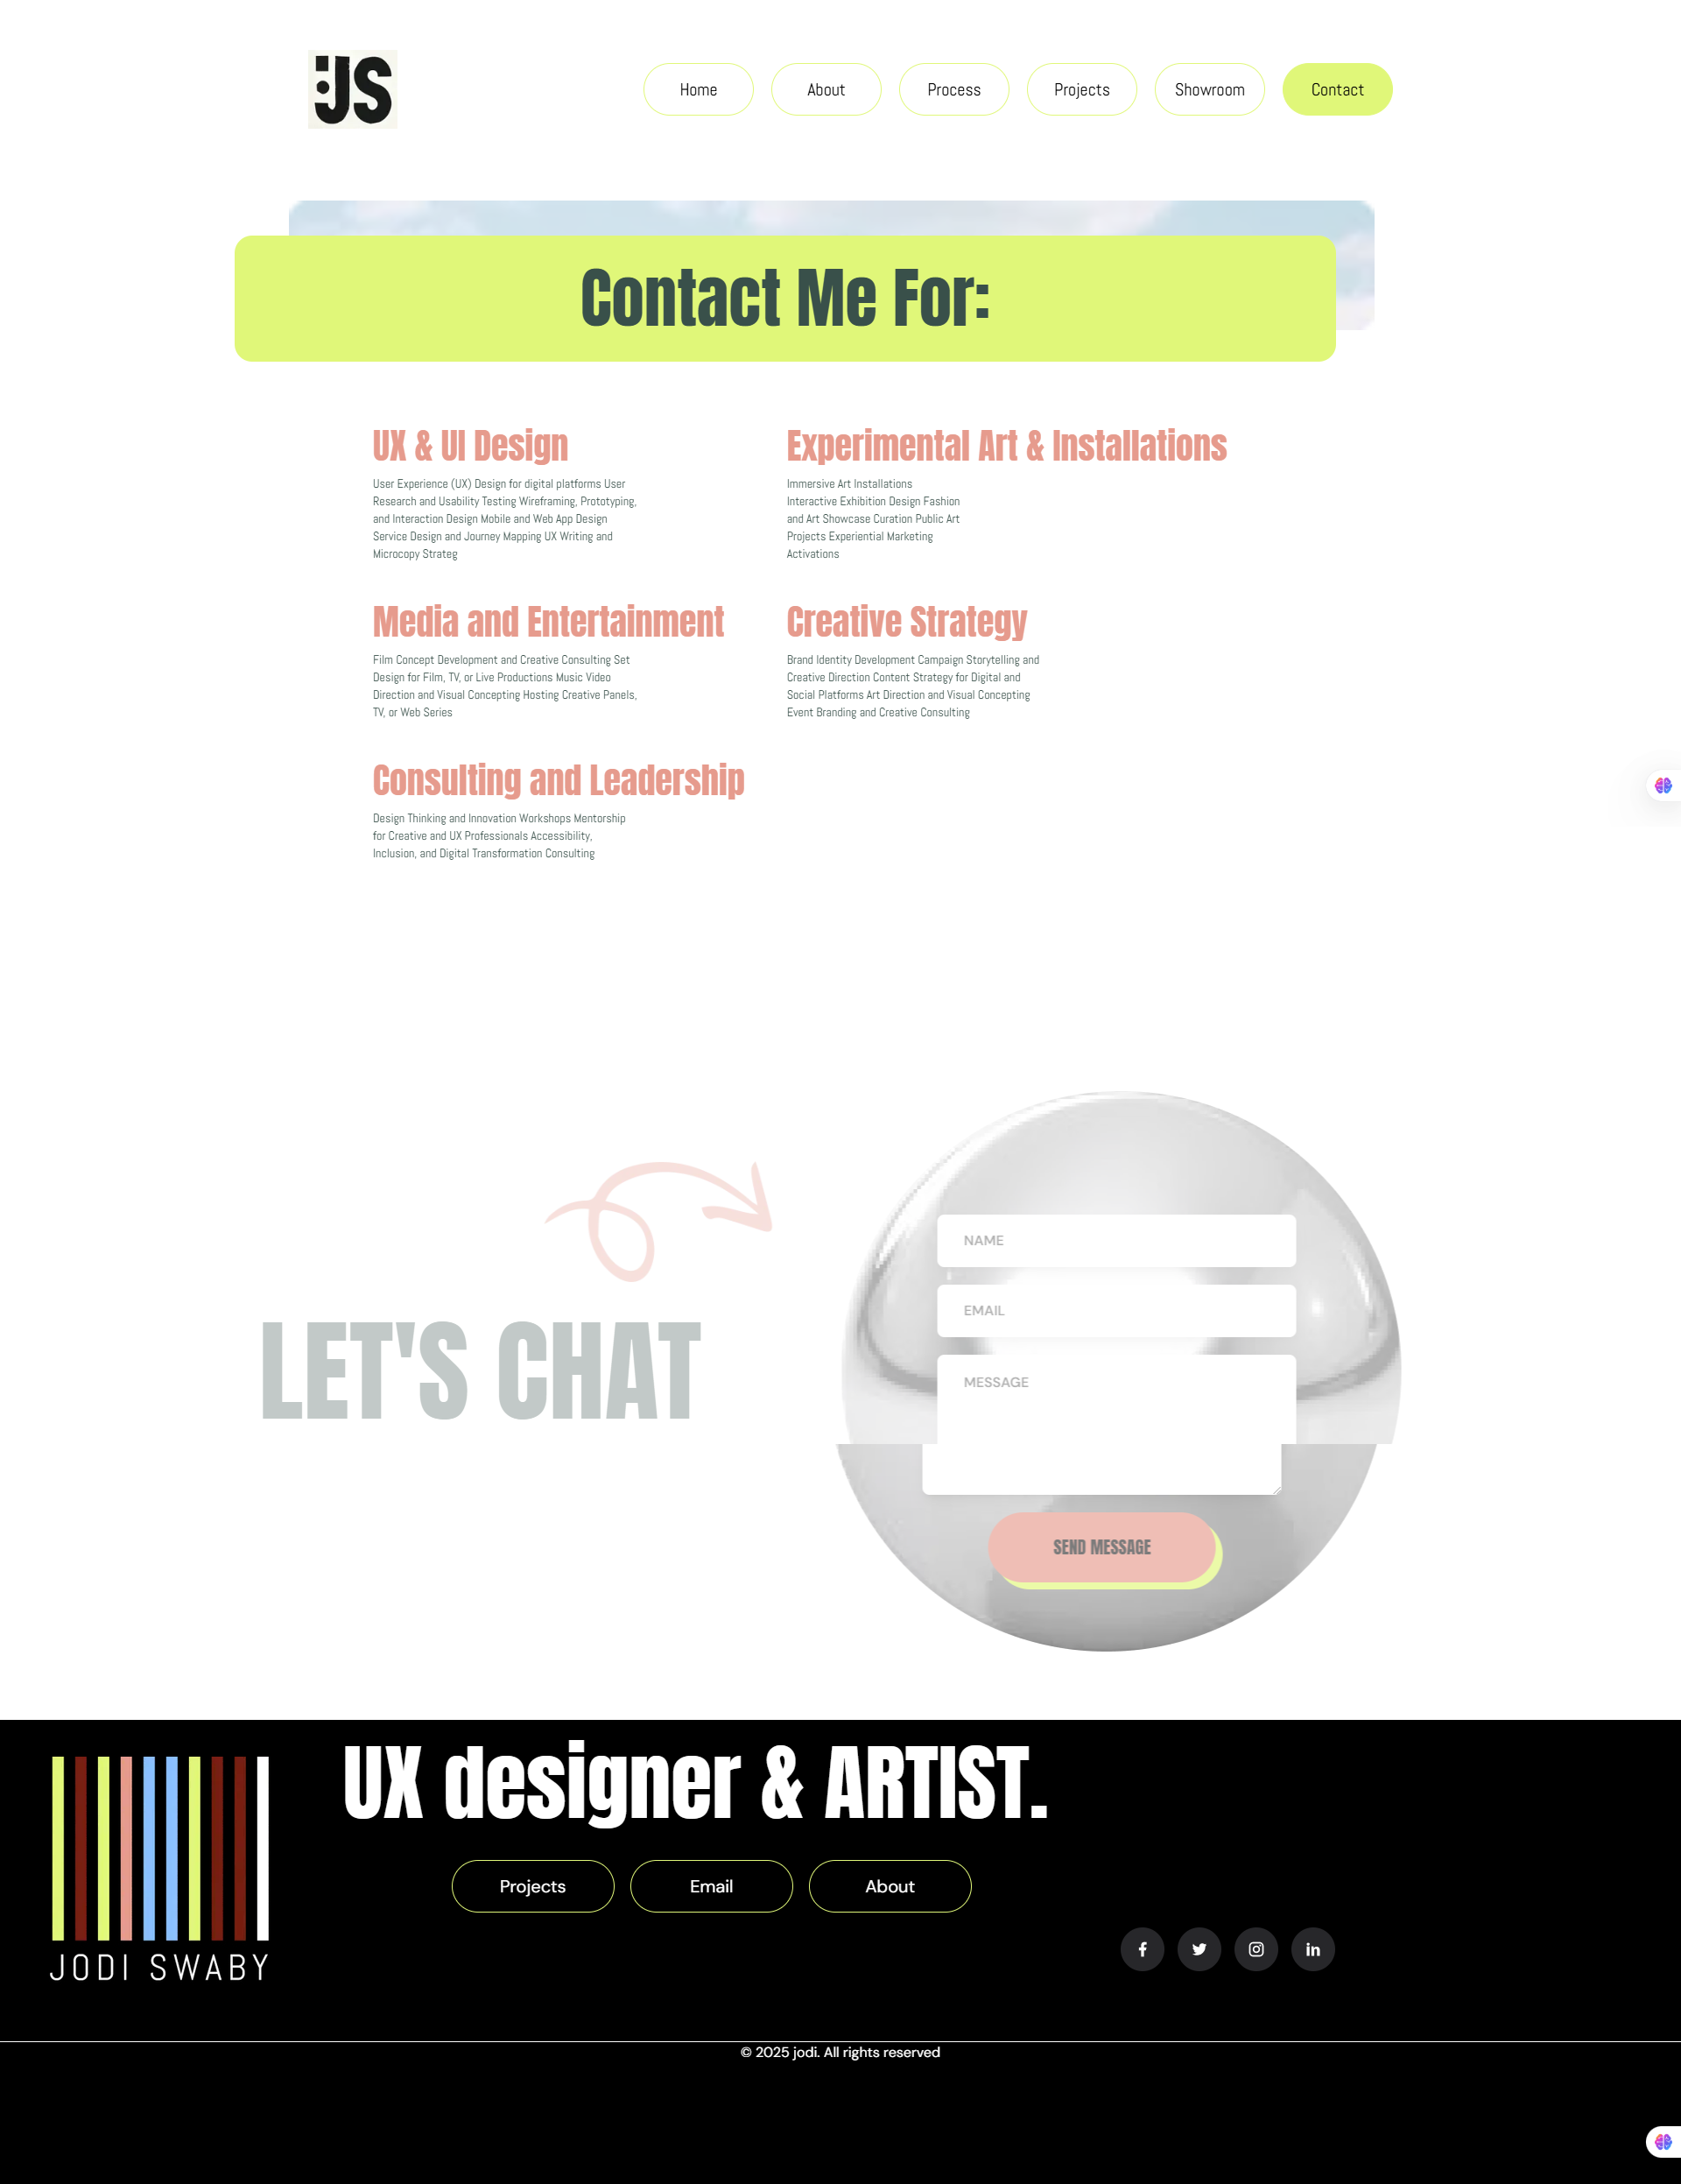 JS
Home
About
Process
Projects
Showroom
Contact
Contact Me For:
UX & UI Design
User Experience (UX) Design for digital platforms User
Research and Usability Testing Wireframing, Prototyping,
and Interaction Design Mobile and Web App Design
Service Design and Journey Mapping UX Writing and
Microcopy Strateg
Experimental Art & Installations
Immersive Art Installations
Interactive Exhibition Design Fashion
and Art Showcase Curation Public Art
Projects Experiential Marketing
Activations
Media and Entertainment
Film Concept Development and Creative Consulting Set
Design for Film, TV, or Live Productions Music Video
Direction and Visual Concepting Hosting Creative Panels,
TV, or Web Series
Creative Strategy
Brand Identity Development Campaign Storytelling and
Creative Direction Content Strategy for Digital and
Social Platforms Art Direction and Visual Concepting
Event Branding and Creative Consulting
Consulting and Leadership
Design Thinking and Innovation Workshops Mentorship
for Creative and UX Professionals Accessibility,
Inclusion, and Digital Transformation Consulting
LET'S CHAT
NAME
EMAIL
MESSAGE
SEND MESSAGE
UX designer & ARTIST.
Projects
Email
About
JODI SWABY
© 2025 jodi. All rights reserved